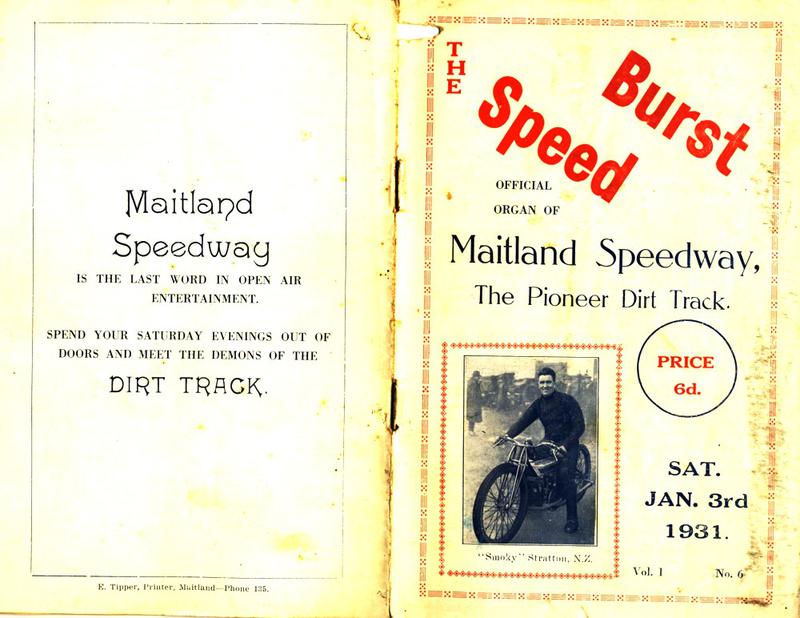 Maitland
Speedway
IS THE LAST WORD IN OPEN AIR
ENTERTAINMENT.
SPEND YOUR SATURDAY EVENINGS OUT OF
DOORS AND MEET THE DEMONS OF THE
DIRT TRACK.
E. Tipper, Printer, Maitland—Phone 135.
THE
Speed
Burst
OFFICIAL
ORGAN OF
Maitland Speedway,
The Pioneer Dirt Track.
PRICE
6d.
"Smoky" Stratton, N.Z.
SAT.
JAN. 3rd
1931.
Vol. 1 No. 6